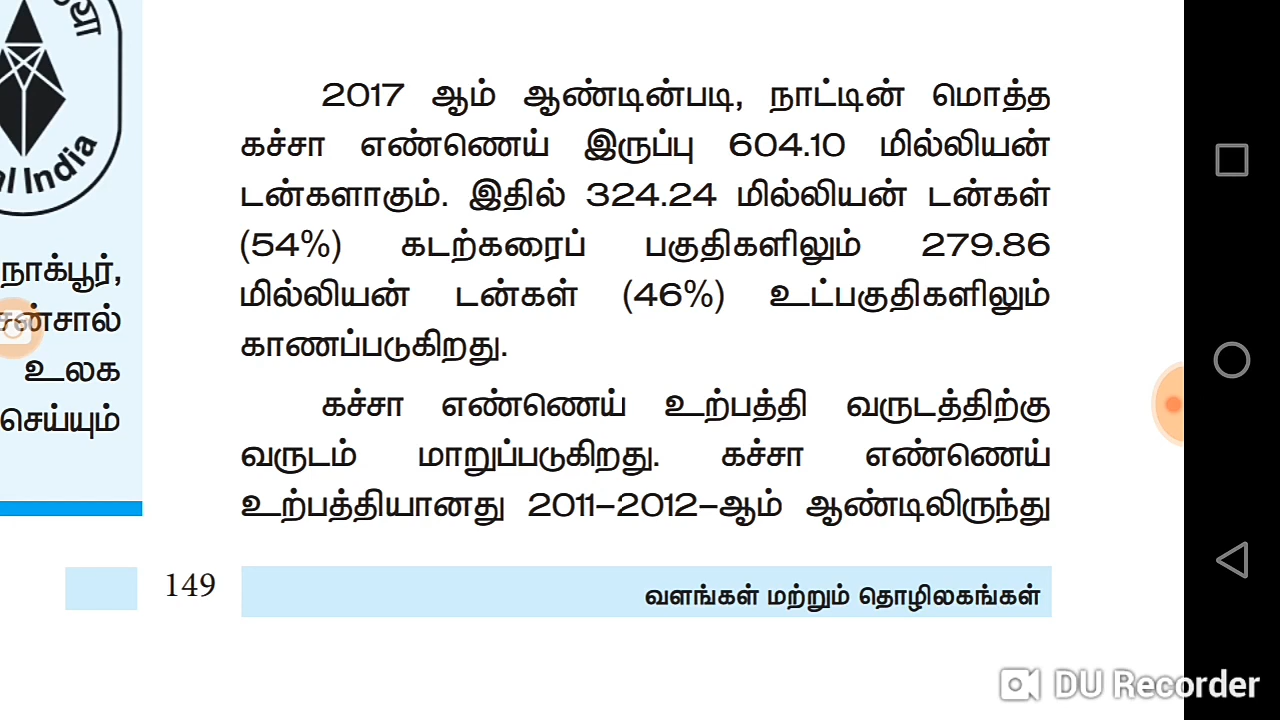 al India
நாக்பூர்,
உலக
செய்யும்
2017 ஆம் ஆண்டின்படி, நாட்டின் மொத்த
கச்சா எண்ணெய் இருப்பு 604.10 மில்லியன்
டன்களாகும். இதில் 324.24 மில்லியன் டன்கள்
(54%) கடற்கரைப் பகுதிகளிலும் 279.86
மில்லியன் டன்கள் (46%) உட்பகுதிகளிலும்
காணப்படுகிறது.
கச்சா எண்ணெய் உற்பத்தி வருடத்திற்கு
வருடம் மாறுப்படுகிறது. கச்சா எண்ணெய்
உற்பத்தியானது 2011–2012–ஆம் ஆண்டிலிருந்து
149
வளங்கள் மற்றும் தொழிலகங்கள்
DU Recorder